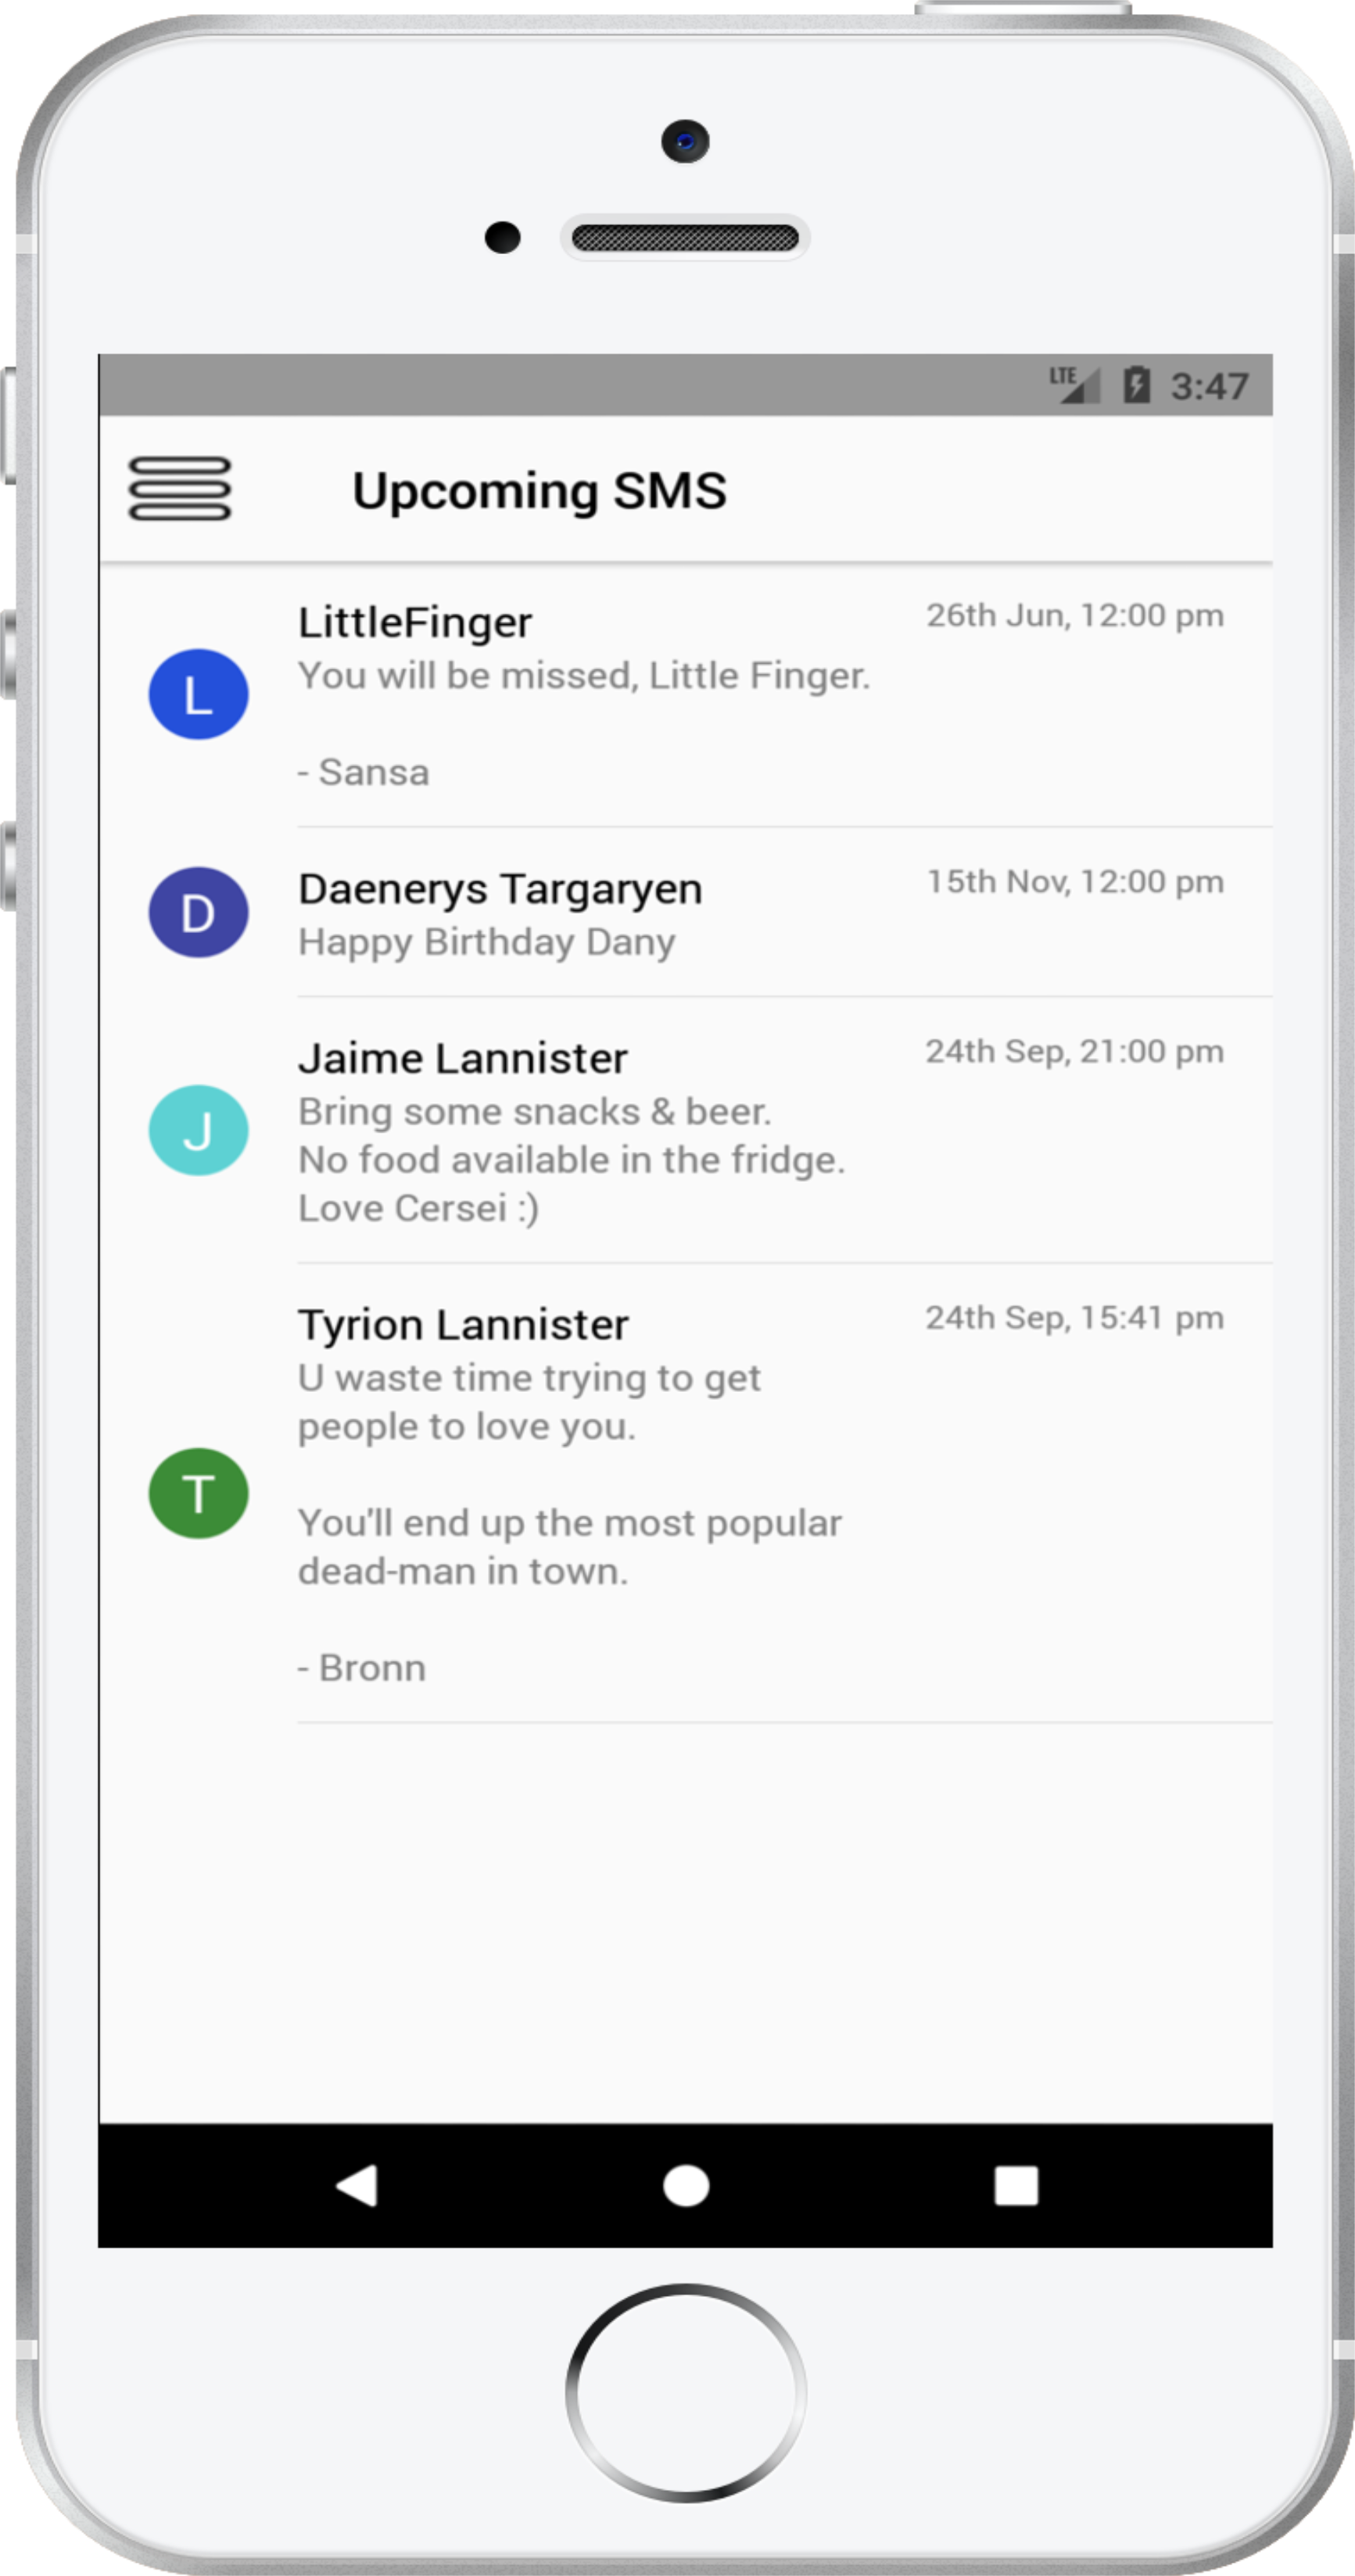 LTE 3:47
Upcoming SMS
LittleFinger 26th Jun, 12:00 pm
L
You will be missed, Little Finger.
- Sansa
Daenerys Targaryen 15th Nov, 12:00 pm
D
Happy Birthday Dany
Jaime Lannister 24th Sep, 21:00 pm
J
Bring some snacks & beer.
No food available in the fridge.
Love Cersei :)
Tyrion Lannister 24th Sep, 15:41 pm
U waste time trying to get
people to love you.
T
You'll end up the most popular
dead-man in town.
- Bronn